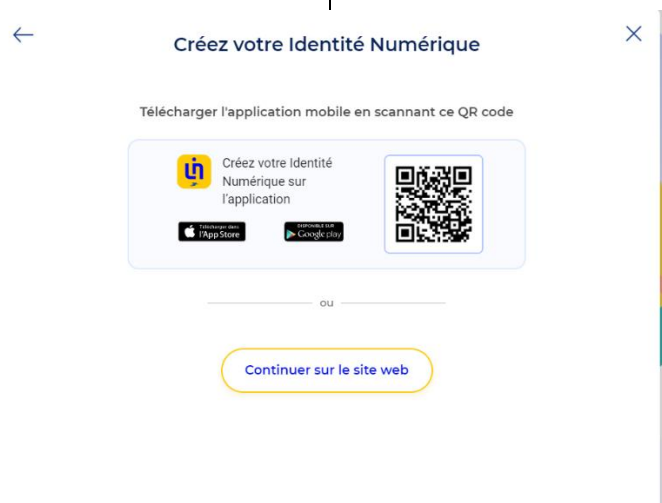 Créez votre Identité Numérique
Télécharger l'application mobile en scannant ce QR code
Créez votre Identité
Numérique sur
l'application
Télécharger dans
l'App Store
DISPONIBLE SUR
Google play
ou
Continuer sur le site web